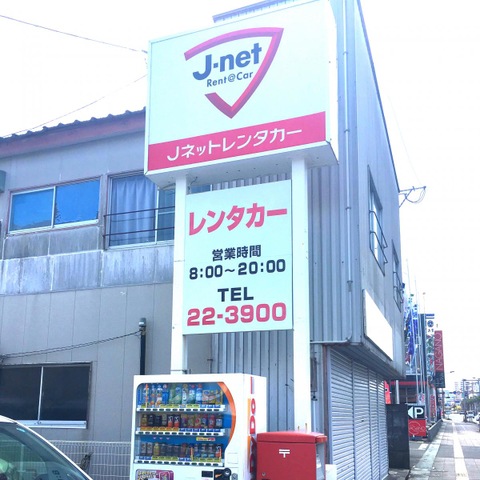 J-net
Rent@Car
Jネットレンタカー
レンタカー
営業時間
8:00〜20:00
TEL
22-3900
〒
P